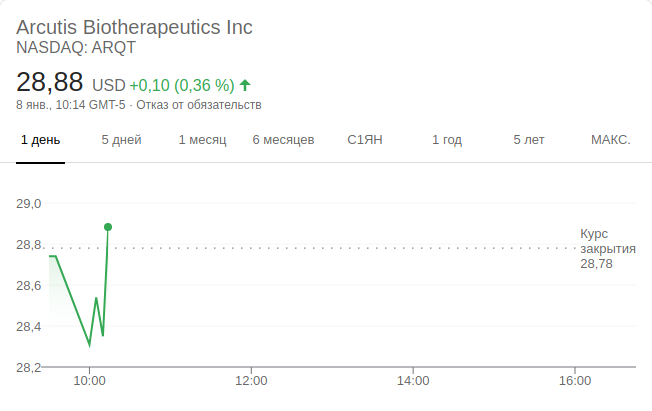 Arcutis Biotherapeutics Inc
NASDAQ: ARQT
28,88 USD +0,10 (0,36 %)
8 янв., 10:14 GMT-5 · Отказ от обязательств
1 день 5 дней 1 месяц 6 месяцев С1ЯН 1 год 5 лет МАКС.
29,0
28,8
28,6
28,4
28,2
Курс
закрытия
28,78
10:00 12:00 14:00 16:00